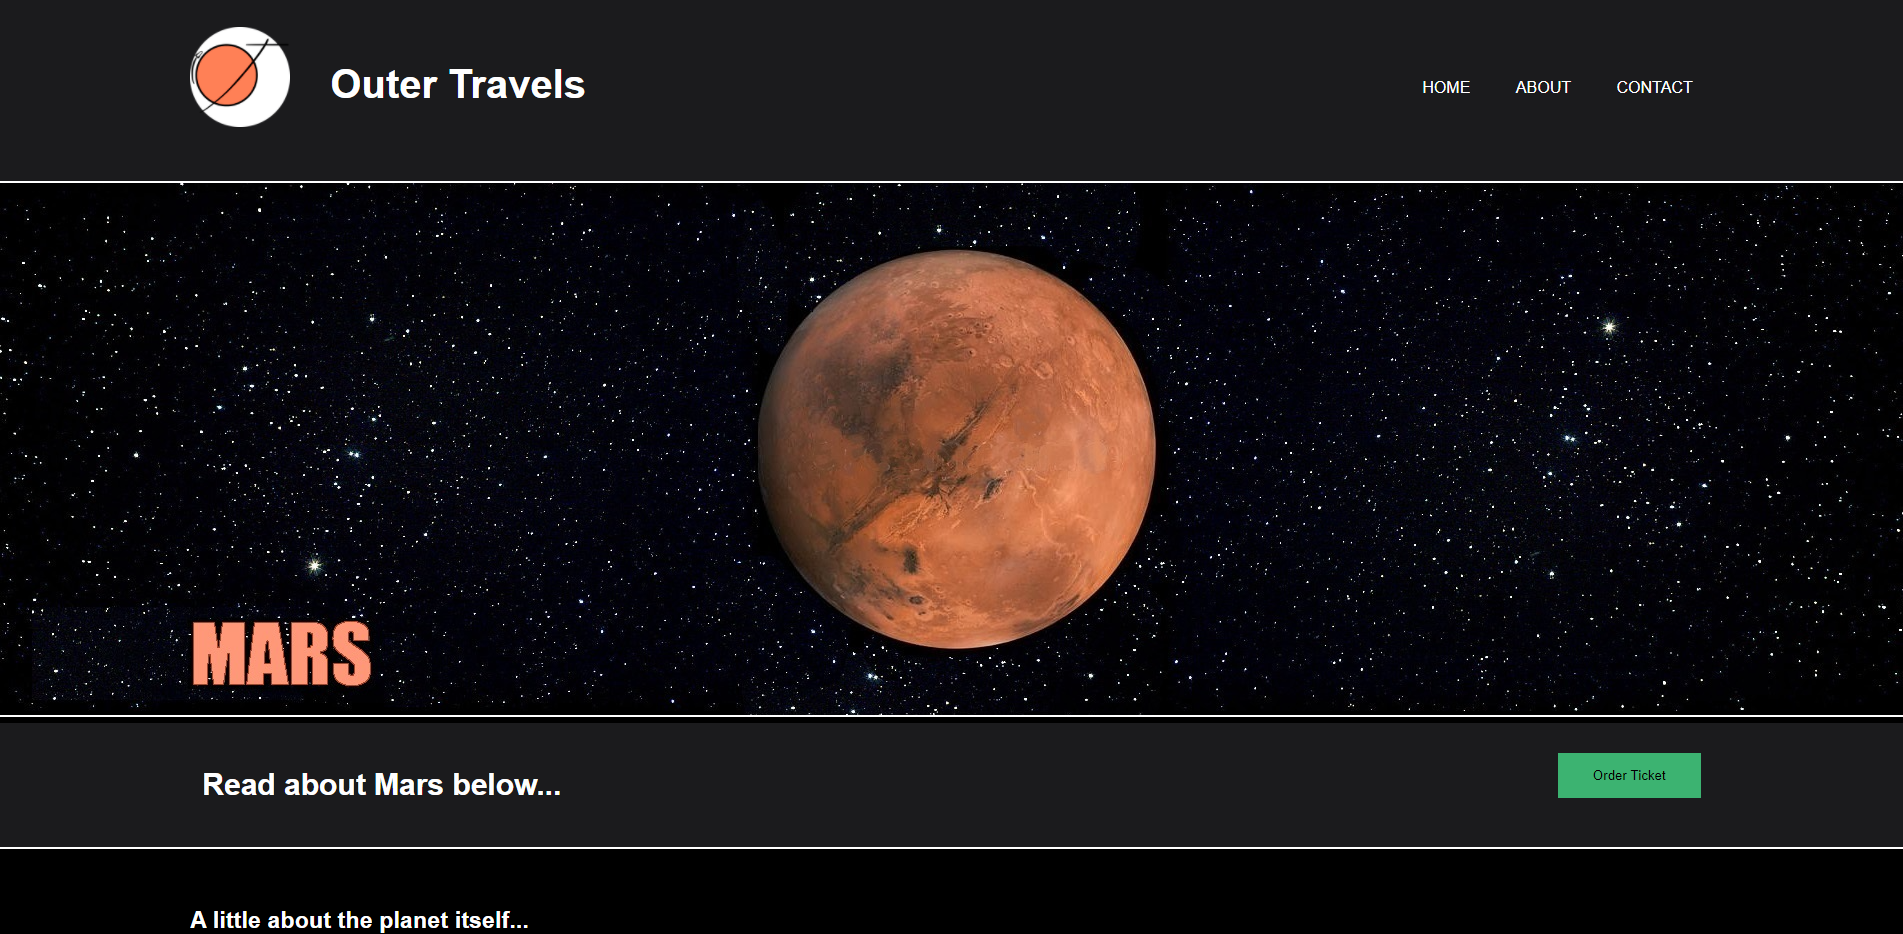 Outer Travels
HOME ABOUT CONTACT
MARS
Read about Mars below...
Order Ticket
A little about the planet itself...